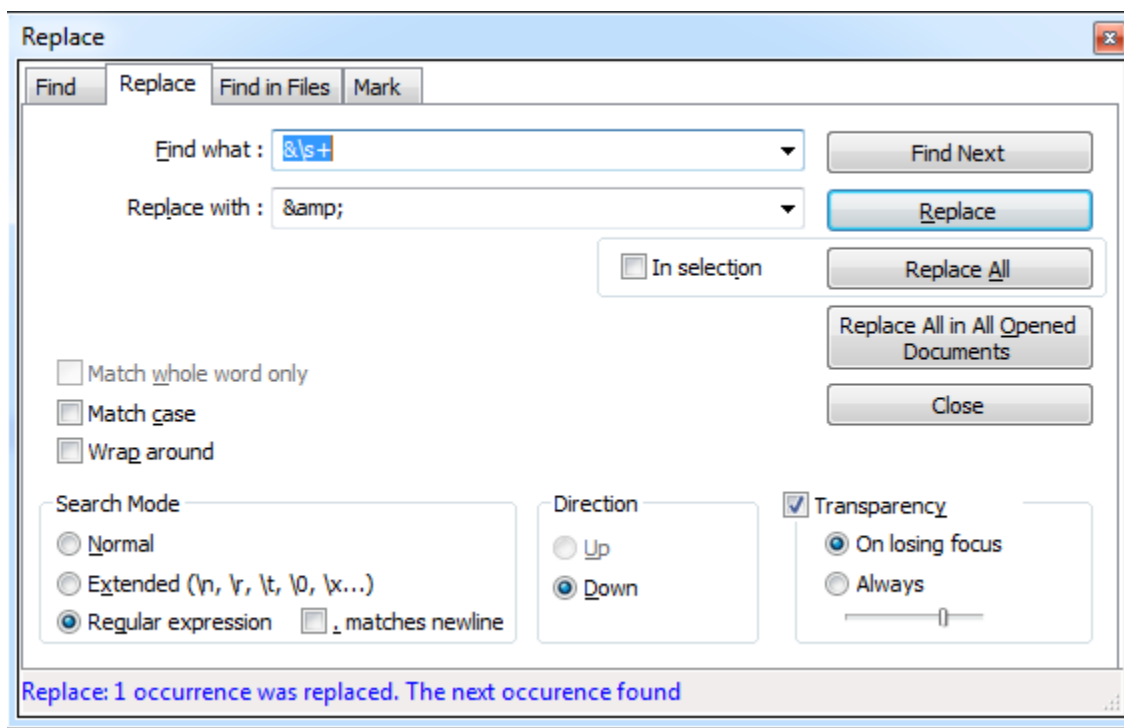 Replace
Find Replace Find in Files Mark
Find what : &\s+ Find Next
Replace with : &amp; Replace
In selection Replace All
Replace All in All Opened
Documents
Match whole word only
Match case Close
Wrap around
Search Mode Direction Transparency
Normal Up On losing focus
Extended (\n, \r, \t, \0, \x...) Down Always
Regular expression . matches newline
Replace: 1 occurrence was replaced. The next occurence found